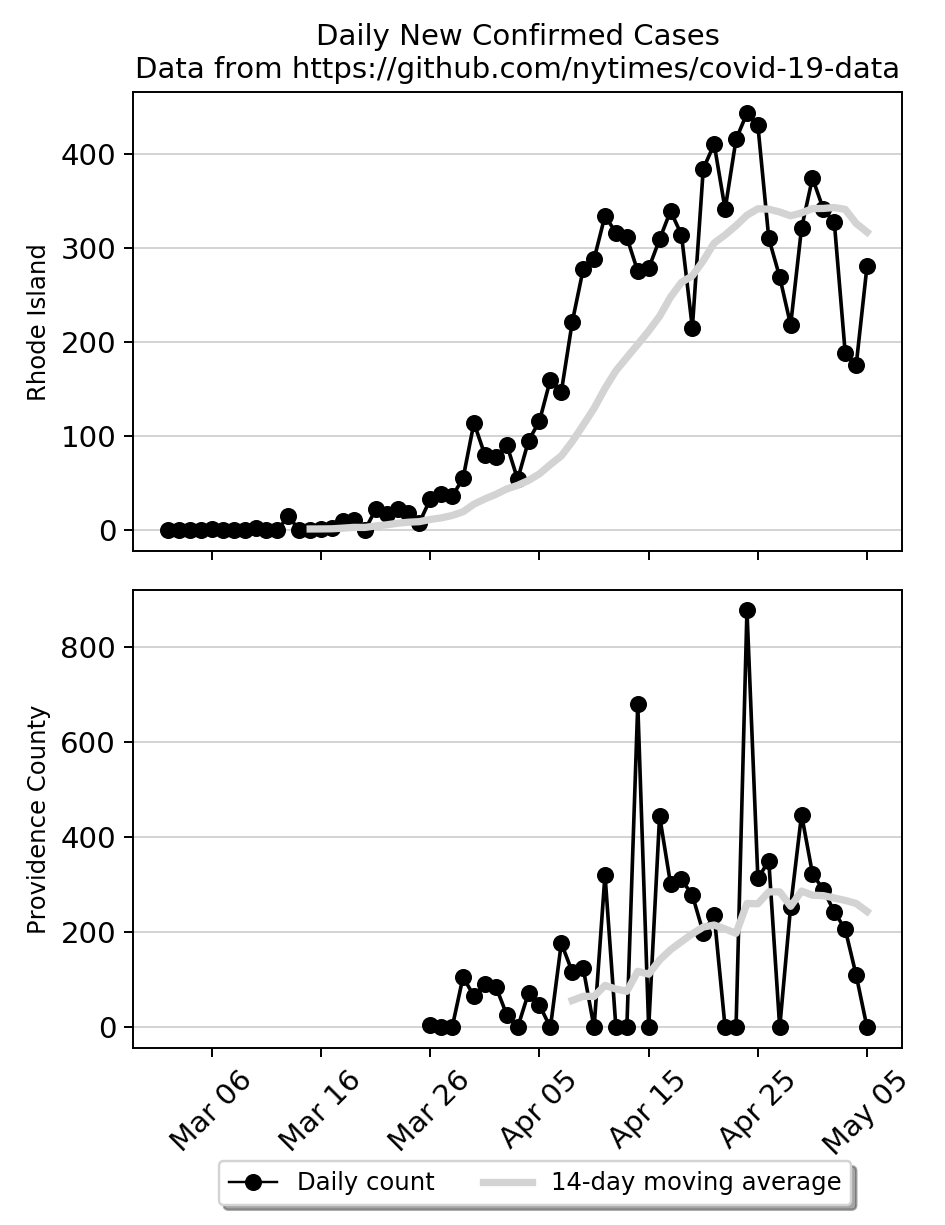 Daily New Confirmed Cases
Data from https://github.com/nytimes/covid-19-data
Rhode Island
400
300
200
100
0
Providence County
800
600
400
200
0
Mar 06
Mar 16
Mar 26
Apr 05
Apr 15
Apr 25
May 05
Daily count
14-day moving average